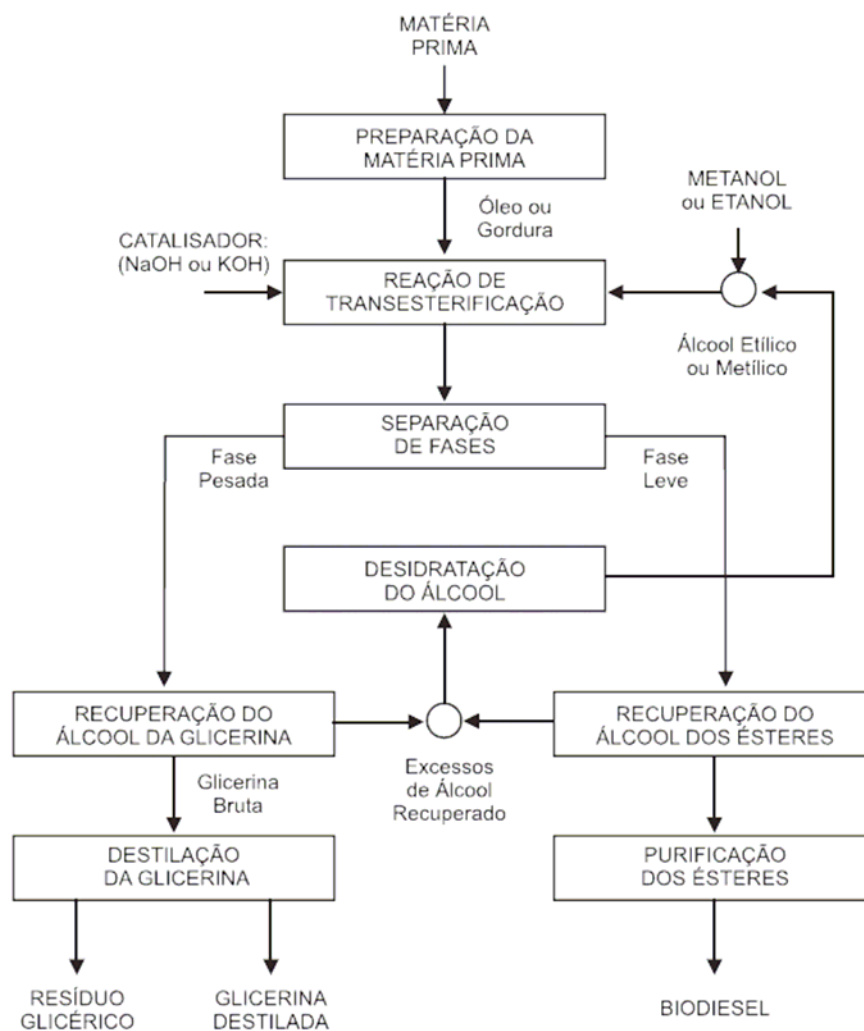 MATÉRIA
PRIMA
PREPARAÇÃO DA
MATÉRIA PRIMA
METANOL
ou ETANOL
Óleo ou
Gordura
CATALISADOR:
(NaOH ou KOH)
REAÇÃO DE
TRANSESTERIFICAÇÃO
Álcool Etílico
ou Metílico
SEPARAÇÃO
DE FASES
Fase
Pesada
Fase
Leve
DESIDRATAÇÃO
DO ÁLCOOL
RECUPERAÇÃO DO
ÁLCOOL DA GLICERINA
RECUPERAÇÃO DO
ÁLCOOL DOS ÉSTERES
Glicerina
Bruta
Excessos
de Álcool
Recuperado
DESTILAÇÃO
DA GLICERINA
PURIFICAÇÃO
DOS ÉSTERES
RESÍDUO
GLICÉRICO
GLICERINA
DESTILADA
BIODIESEL